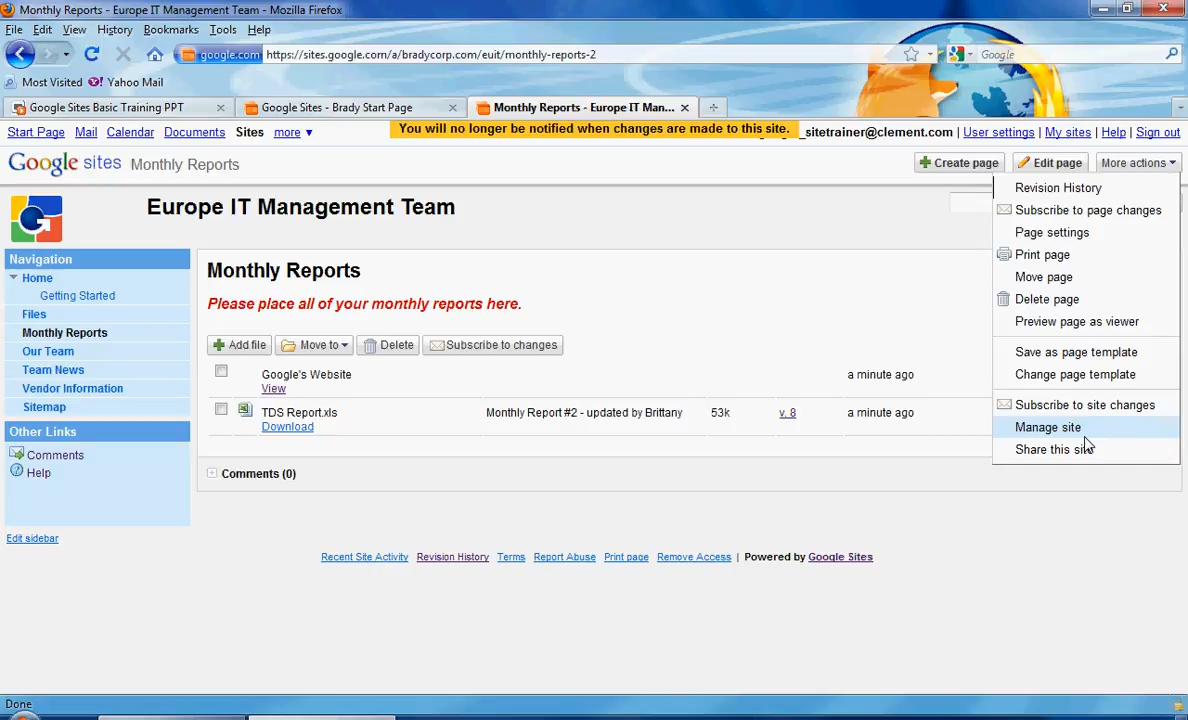 Monthly Reports - Europe IT Management Team - Mozilla Firefox
File Edit View History Bookmarks Tools Help
google.com https://sites.google.com/a/bradycorp.com/euit/monthly-reports-2
Google
Most Visited Yahoo Mail
Google Sites Basic Training PPT
Google Sites - Brady Start Page
Monthly Reports - Europe IT Man...
Start Page Mail Calendar Documents Sites more ▼
You will no longer be notified when changes are made to this site.
_sitetrainer@clement.com | User settings | My sites | Help | Sign out
Google sites Monthly Reports
Create page Edit page More actions
Europe IT Management Team
Revision History
Subscribe to page changes
Page settings
Print page
Move page
Delete page
Preview page as viewer
Save as page template
Change page template
Subscribe to site changes
Manage site
Share this site
Navigation
Home
Getting Started
Files
Monthly Reports
Our Team
Team News
Vendor Information
Sitemap
Other Links
Comments
Help
Edit sidebar
Monthly Reports
Please place all of your monthly reports here.
Add file Move to Delete Subscribe to changes
Google's Website a minute ago
View
TDS Report.xls Monthly Report #2 - updated by Brittany 53k v. 8 a minute ago
Download
Comments (0)
Recent Site Activity Revision History Terms Report Abuse Print page Remove Access | Powered by Google Sites
Done